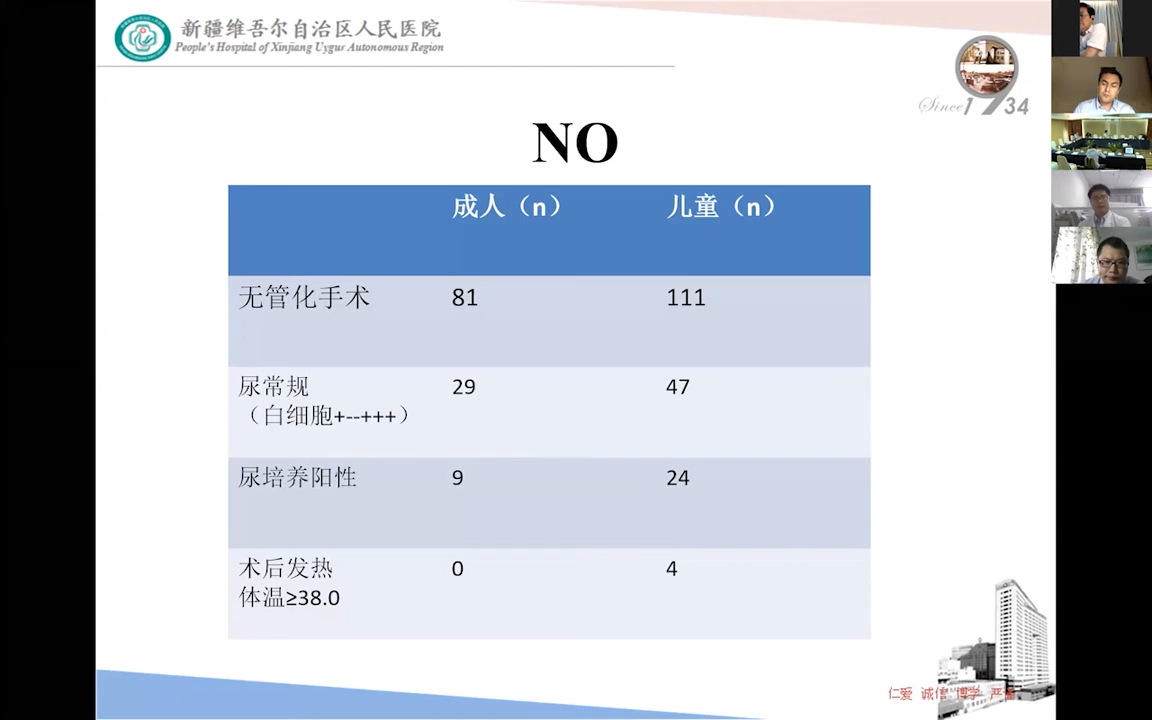 新疆维吾尔自治区人民医院
People's Hospital of Xinjiang Uygur Autonomous Region
Since1934
NO
成人（n） 儿童（n）
无管化手术 81 111
尿常规 29 47
（白细胞+--+++）
尿培养阳性 9 24
术后发热 0 4
体温≥38.0
仁爱 诚信 博学